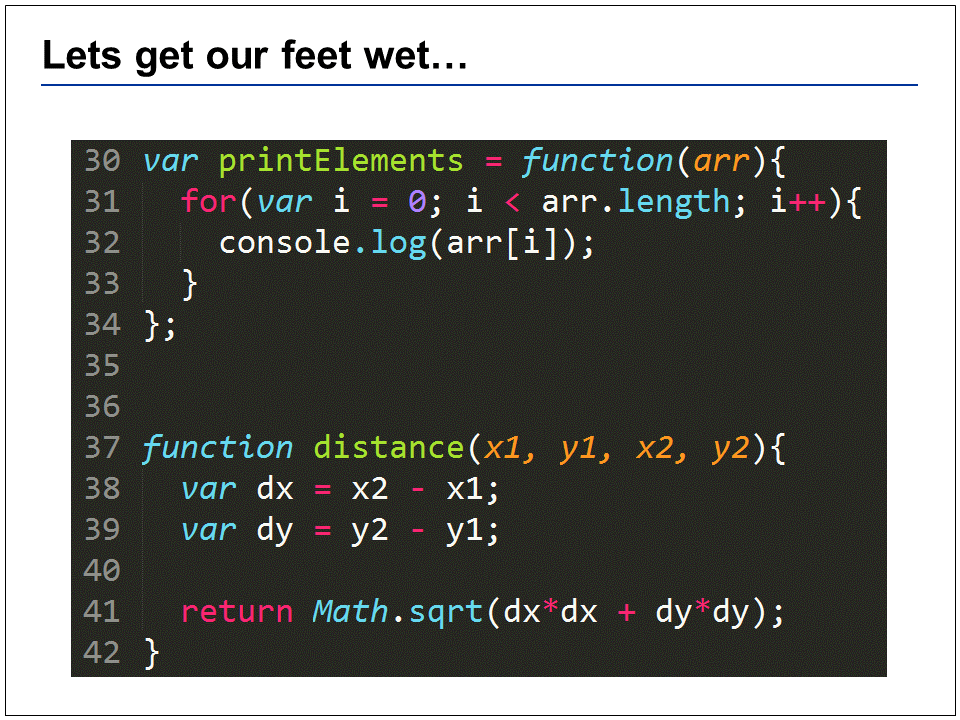 Lets get our feet wet…
30 var printElements = function(arr){
31   for(var i = 0; i < arr.length; i++){
32     console.log(arr[i]);
33   }
34 };
35
36
37 function distance(x1, y1, x2, y2){
38   var dx = x2 - x1;
39   var dy = y2 - y1;
40
41   return Math.sqrt(dx*dx + dy*dy);
42 }